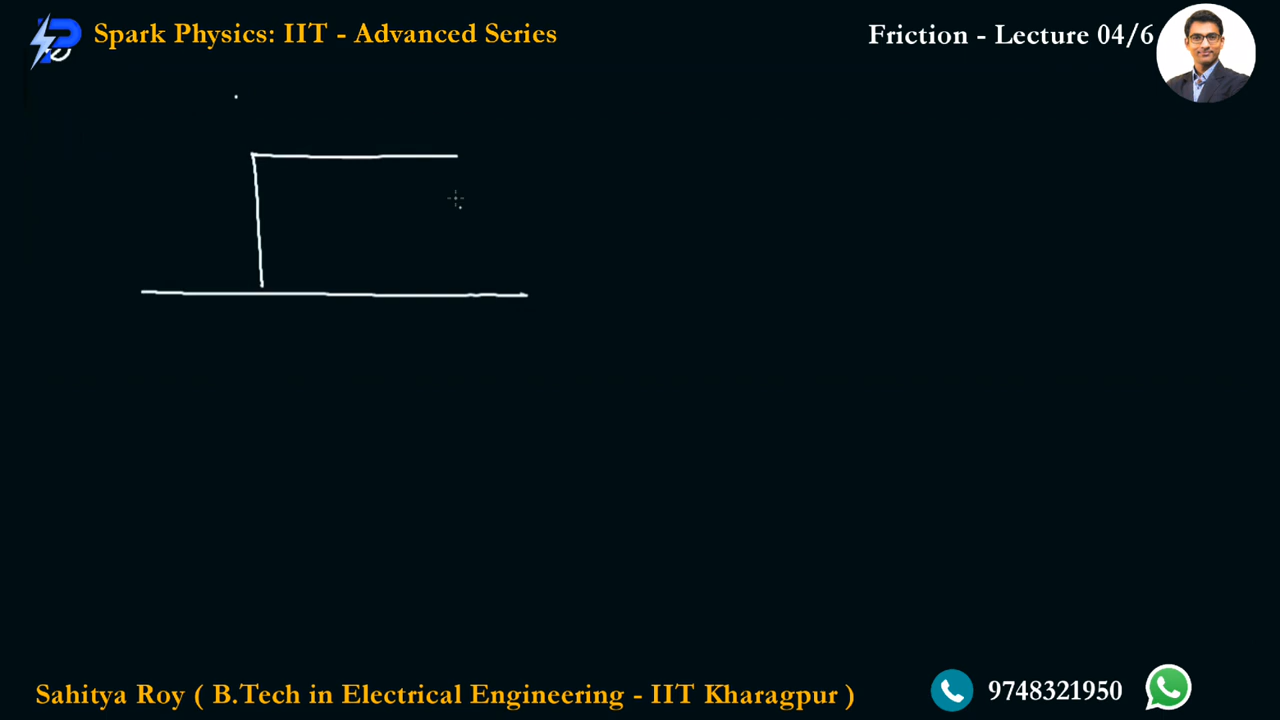 Spark Physics: IIT - Advanced Series
Friction - Lecture 04/6
Sahitya Roy ( B.Tech in Electrical Engineering - IIT Kharagpur )
9748321950